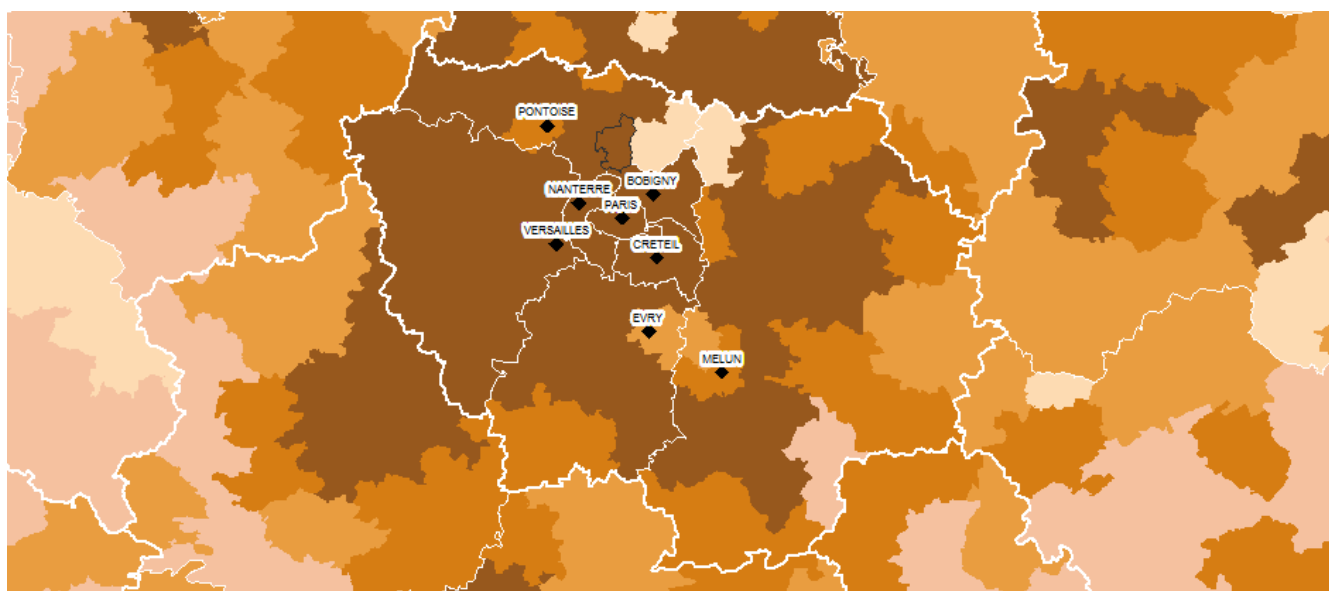 PONTOISE
BOBIGNY
NANTERRE
PARIS
VERSAILLES
CRETEIL
EVRY
MELUN